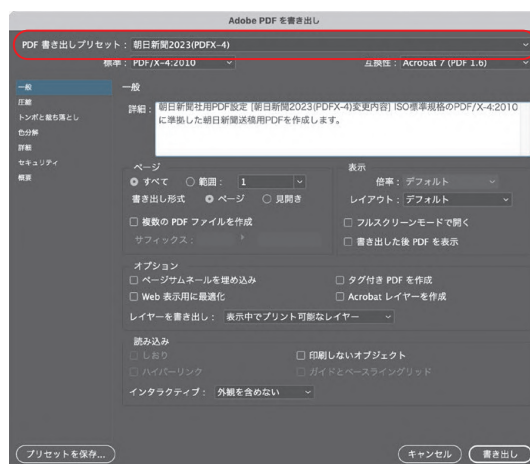 Adobe PDF を書き出し
PDF 書き出しプリセット： 朝日新聞2023(PDFX-4)
標準： PDF/X-4:2010 互換性： Acrobat 7 (PDF 1.6)
一般
圧縮
トンボと裁ち落とし
色分解
詳細
セキュリティ
概要
一般
詳細： 朝日新聞社用PDF設定 [朝日新聞2023(PDFX-4)変更内容] ISO標準規格のPDF/X-4:2010
に準拠した朝日新聞送稿用PDFを作成します。
ページ
すべて 範囲： 1
書き出し形式 ページ 見開き
複数の PDF ファイルを作成
サフィックス：
表示
倍率： デフォルト
レイアウト： デフォルト
フルスクリーンモードで開く
書き出した後 PDF を表示
オプション
ページサムネールを埋め込み タグ付き PDF を作成
Web 表示用に最適化 Acrobat レイヤーを作成
レイヤーを書き出し： 表示中でプリント可能なレイヤー
読み込み
しおり 印刷しないオブジェクト
ハイパーリンク ガイドとベースライングリッド
インタラクティブ： 外観を含めない
プリセットを保存... キャンセル 書き出し